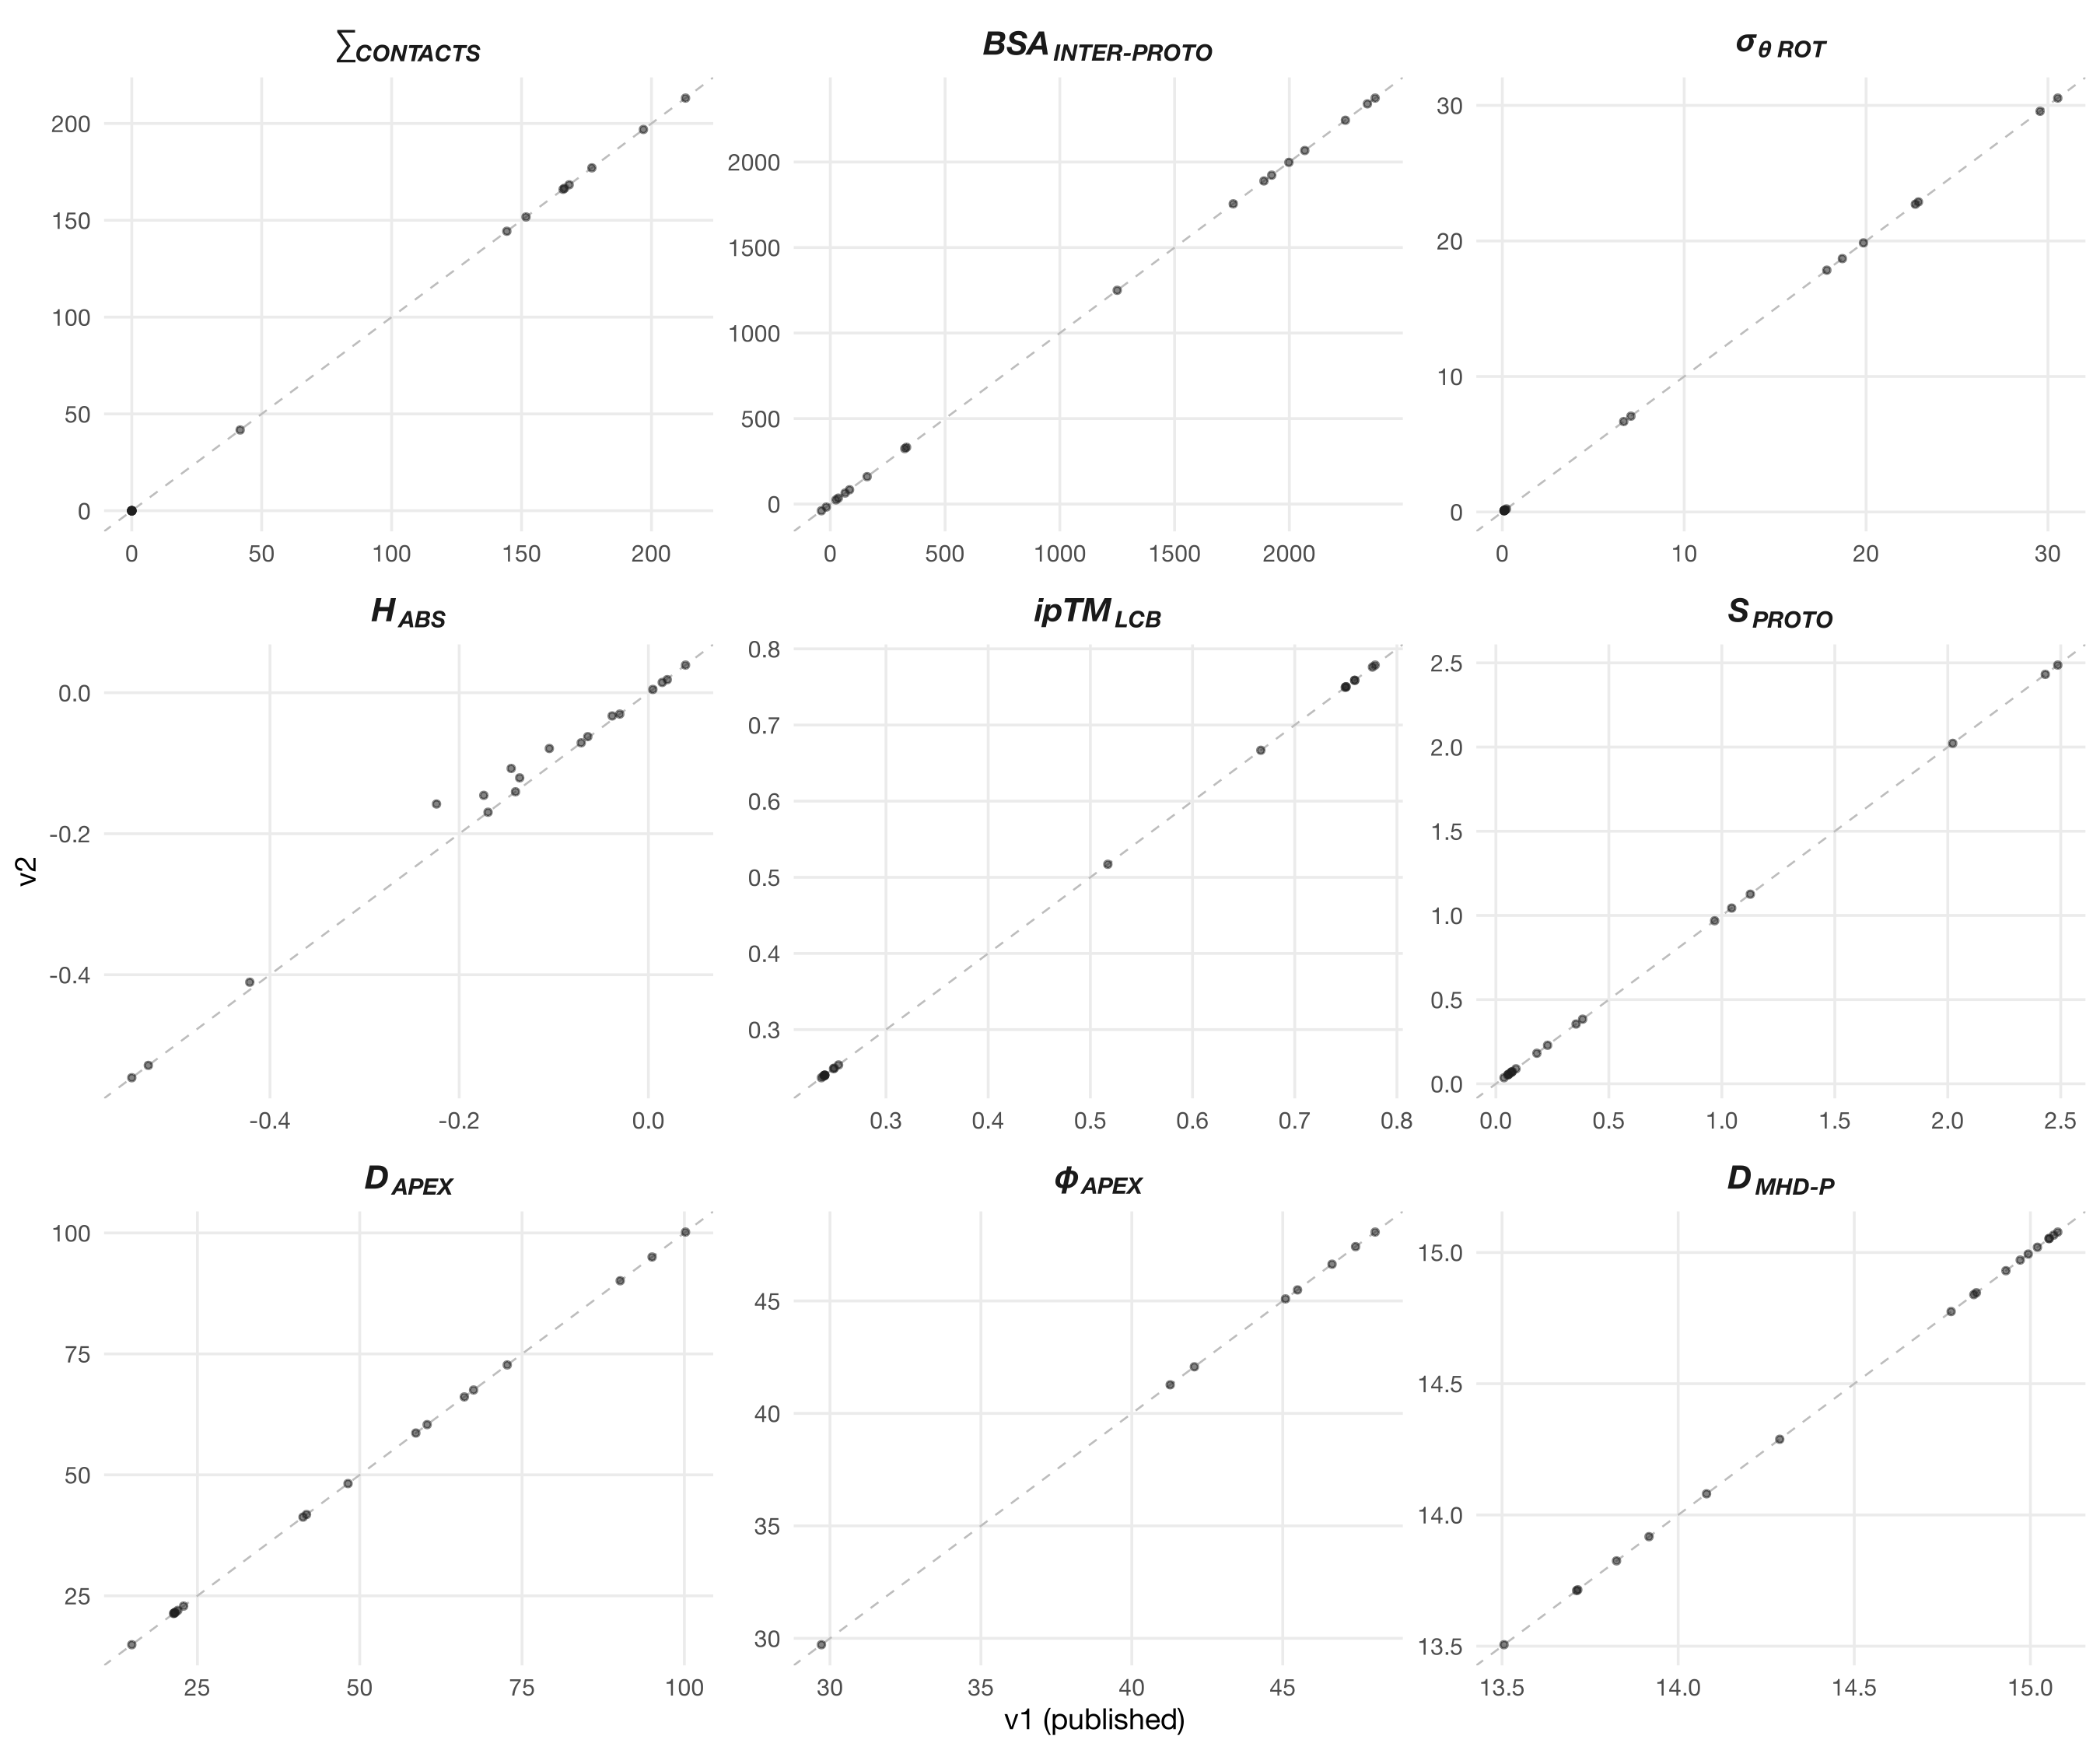 ∑CONTACTS
BSA INTER-PROTO
σθ ROT
200
150
100
50
0
0 50 100 150 200
2000
1500
1000
500
0
0 500 1000 1500 2000
30
20
10
0
0 10 20 30
H ABS
ipTM LCB
S PROTO
0.0
-0.2
-0.4
-0.4 -0.2 0.0
0.8
0.7
0.6
0.5
0.4
0.3
0.3 0.4 0.5 0.6 0.7 0.8
2.5
2.0
1.5
1.0
0.5
0.0
0.0 0.5 1.0 1.5 2.0 2.5
v2
D APEX
ϕ APEX
D MHD-P
100
75
50
25
25 50 75 100
45
40
35
30
30 35 40 45
15.0
14.5
14.0
13.5
13.5 14.0 14.5 15.0
v1 (published)